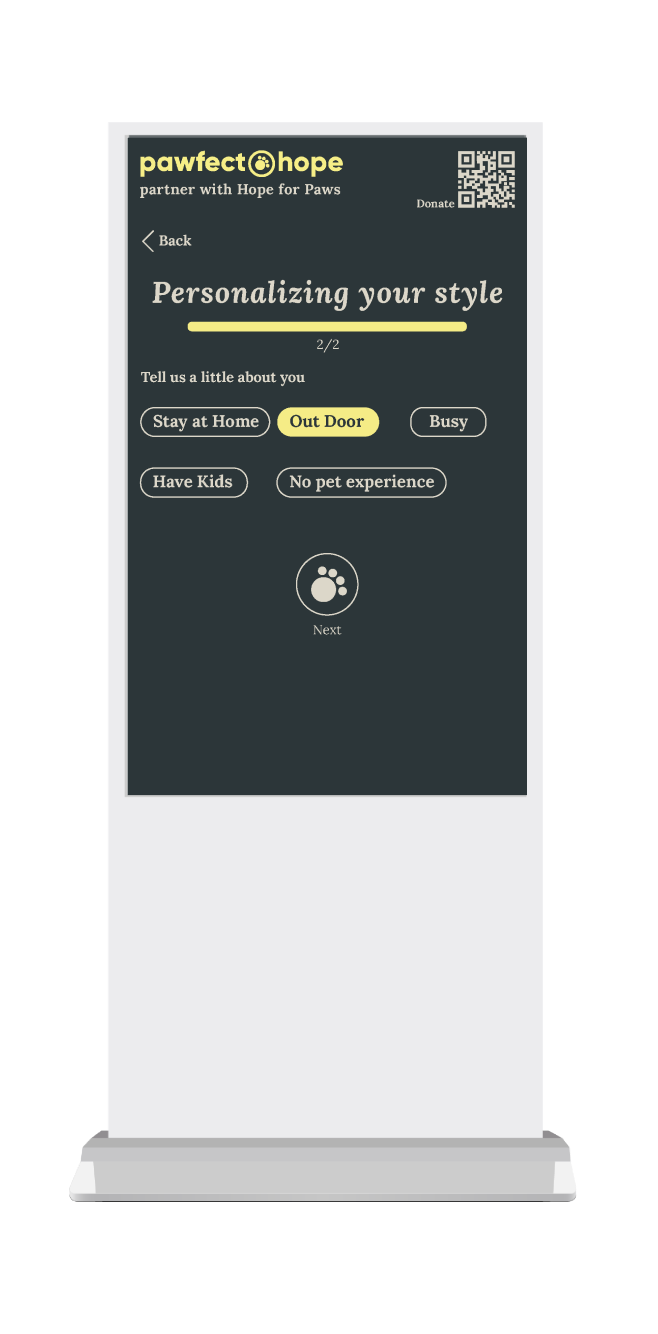 pawfect hope
partner with Hope for Paws
Donate
Back
Personalizing your style
2/2
Tell us a little about you
Stay at Home Out Door Busy
Have Kids No pet experience
Next